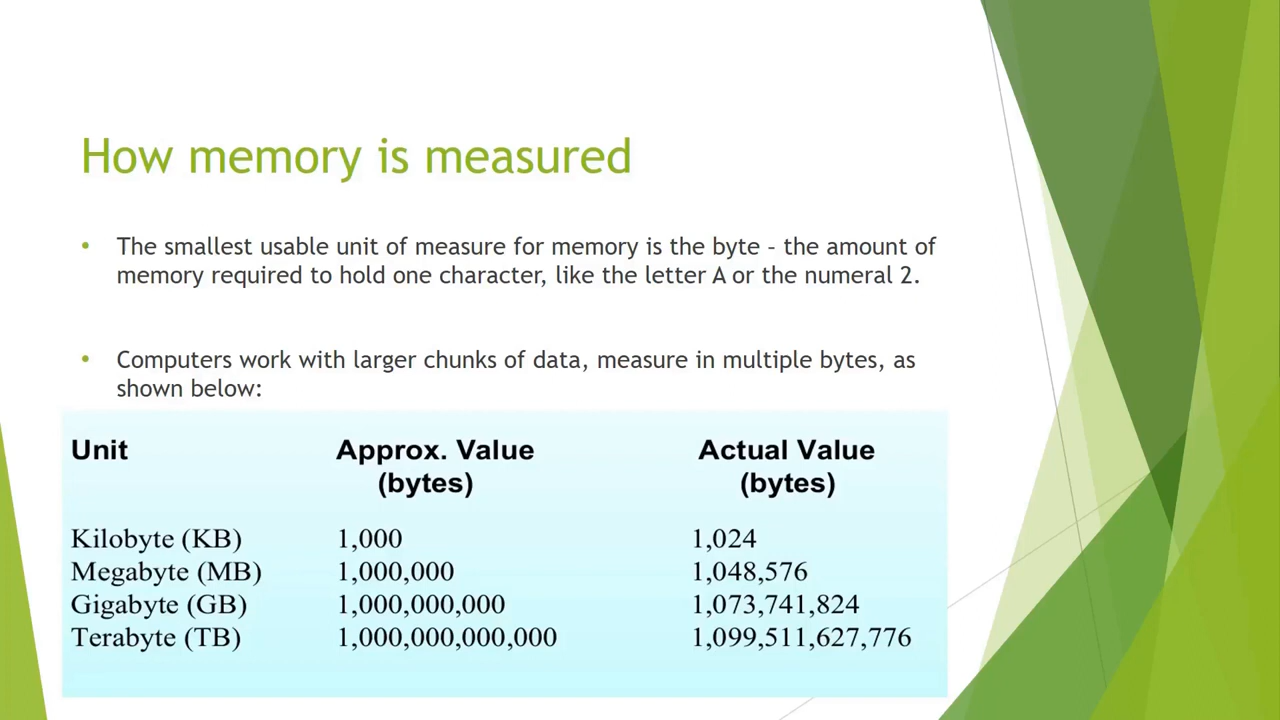 How memory is measured
• The smallest usable unit of measure for memory is the byte – the amount of
memory required to hold one character, like the letter A or the numeral 2.
• Computers work with larger chunks of data, measure in multiple bytes, as
shown below:
Unit Approx. Value Actual Value
(bytes) (bytes)
Kilobyte (KB) 1,000 1,024
Megabyte (MB) 1,000,000 1,048,576
Gigabyte (GB) 1,000,000,000 1,073,741,824
Terabyte (TB) 1,000,000,000,000 1,099,511,627,776